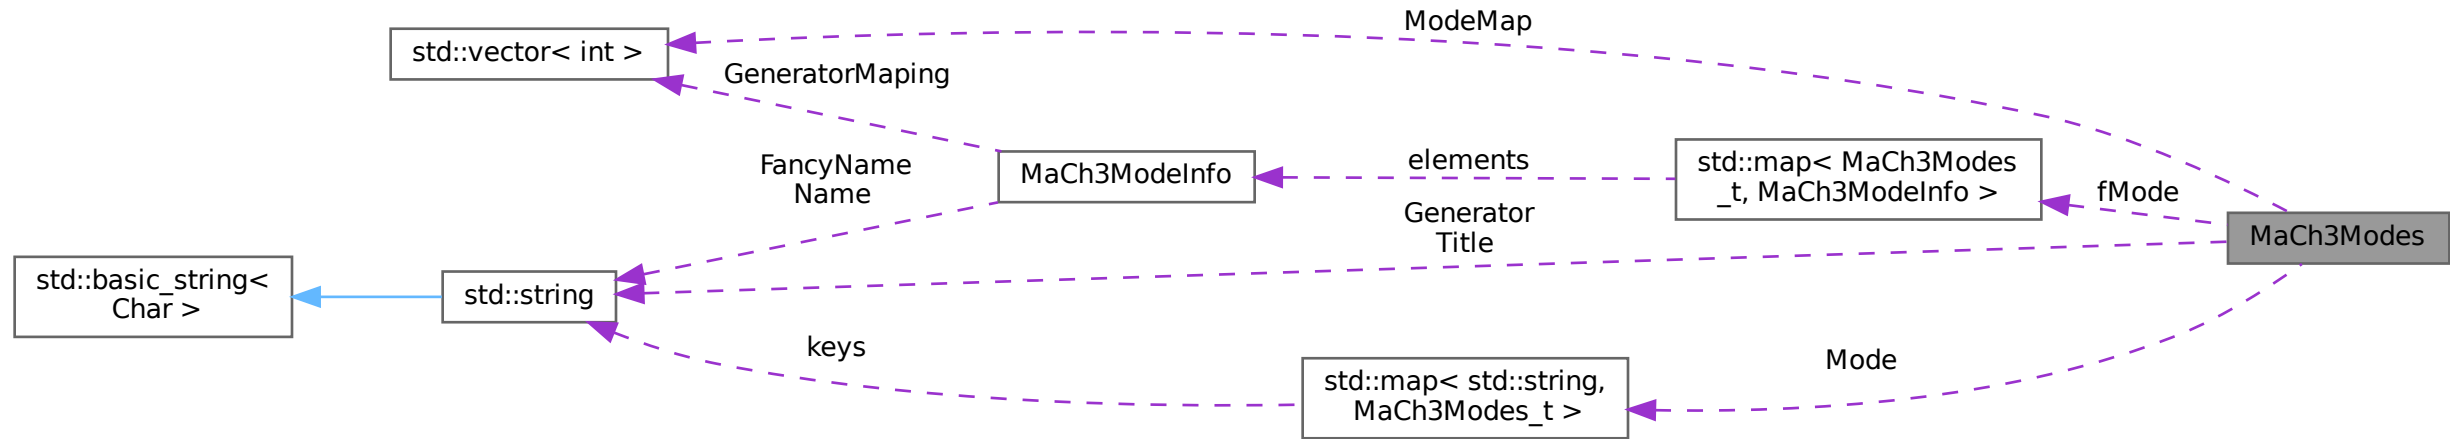 ModeMap
std::vector< int >
GeneratorMaping
FancyName
Name
MaCh3ModeInfo
elements
std::map< MaCh3Modes
_t, MaCh3ModeInfo >
fMode
Generator
Title
MaCh3Modes
std::basic_string<
Char >
std::string
keys
std::map< std::string,
MaCh3Modes_t >
Mode